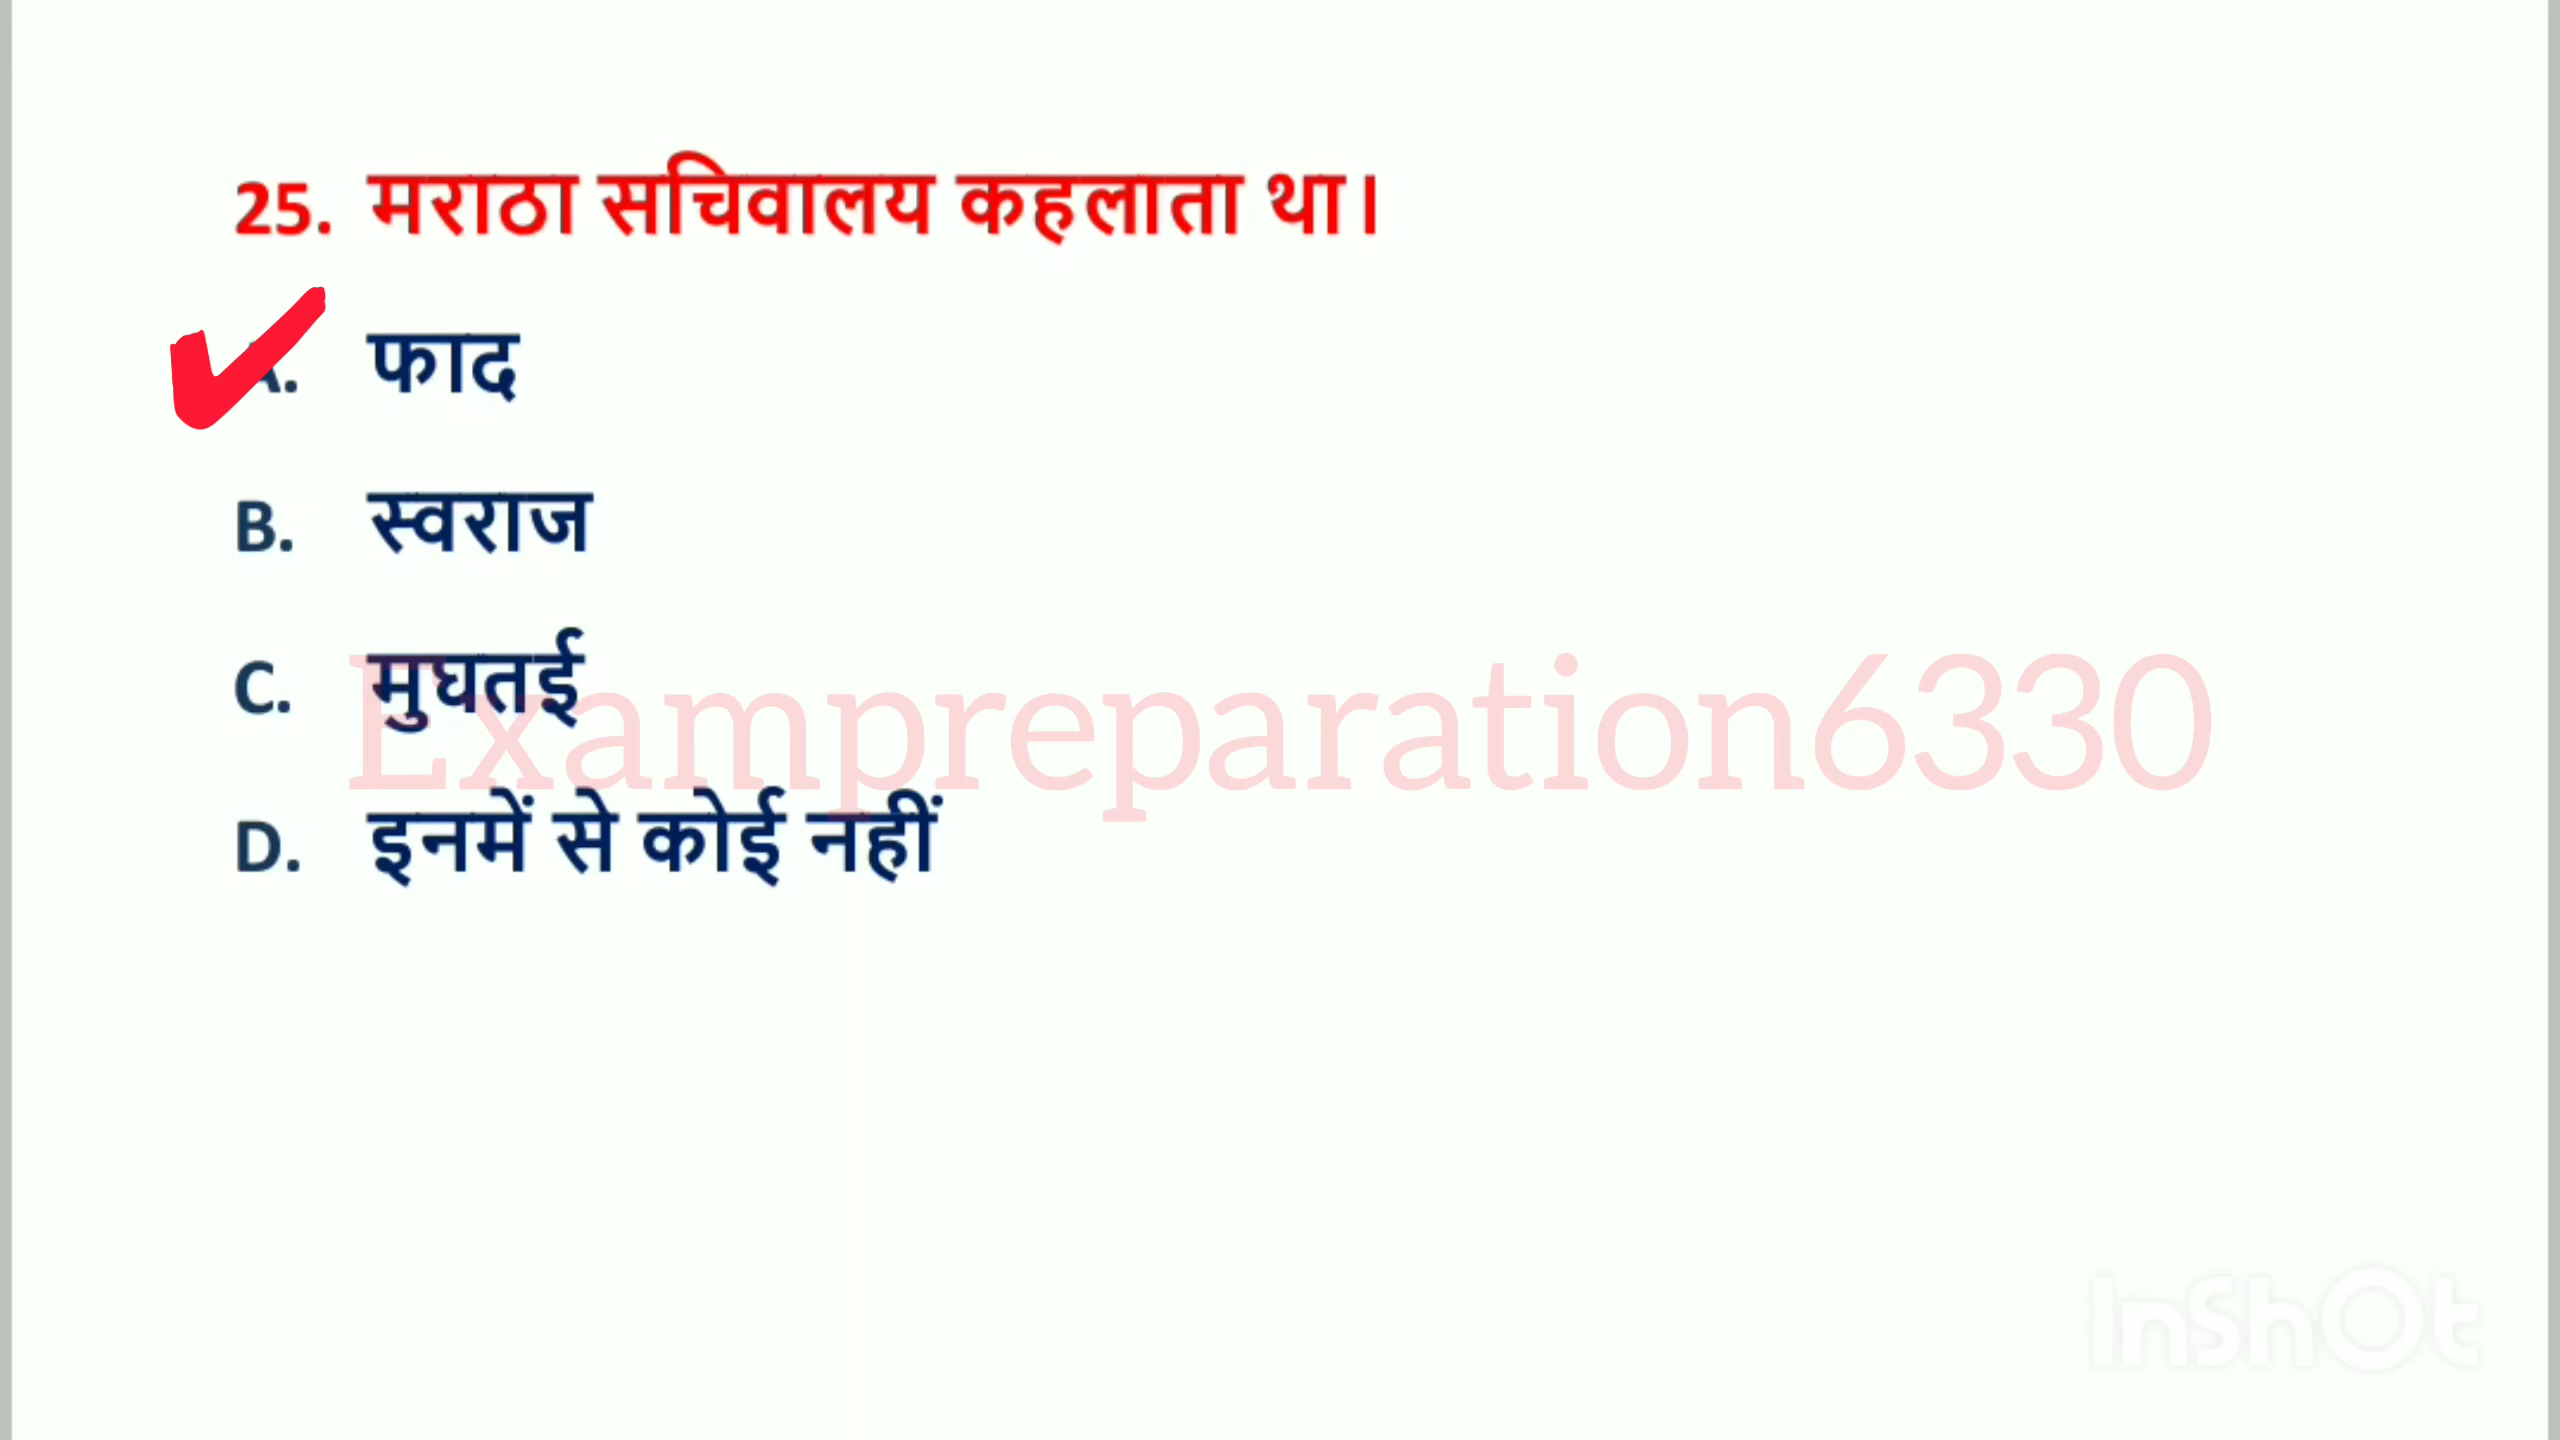 25. मराठा सचिवालय कहलाता था।
A. फाद
B. स्वराज
C. मुघतई
Exampreparation6330
D. इनमें से कोई नहीं
InShOt